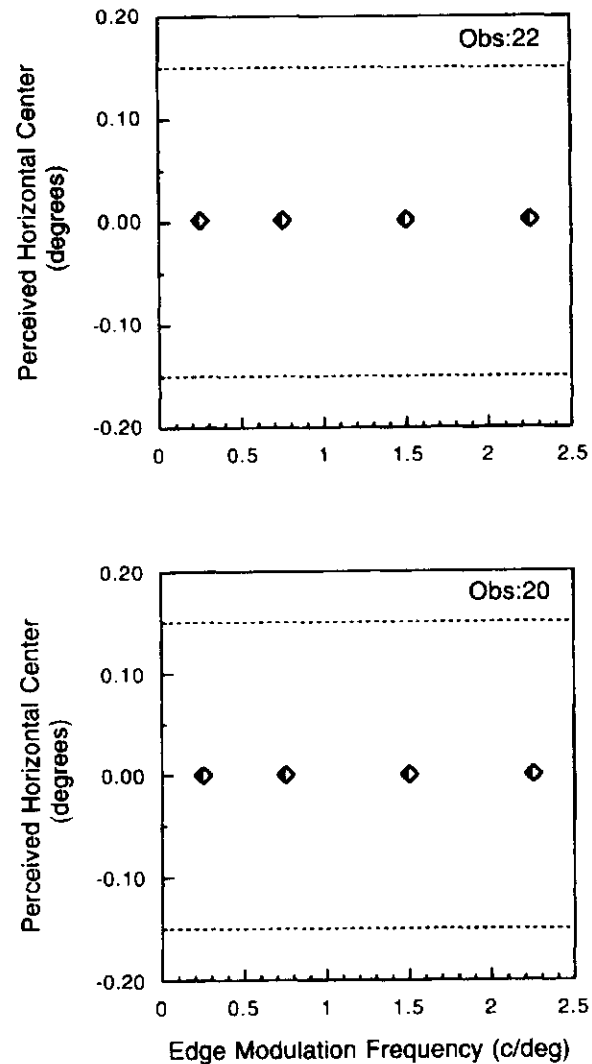 Obs:22
Perceived Horizontal Center
(degrees)
0.20
0.10
0.00
-0.10
-0.20
0 0.5 1 1.5 2 2.5
Obs:20
Perceived Horizontal Center
(degrees)
0.20
0.10
0.00
-0.10
-0.20
0 0.5 1 1.5 2 2.5
Edge Modulation Frequency (c/deg)